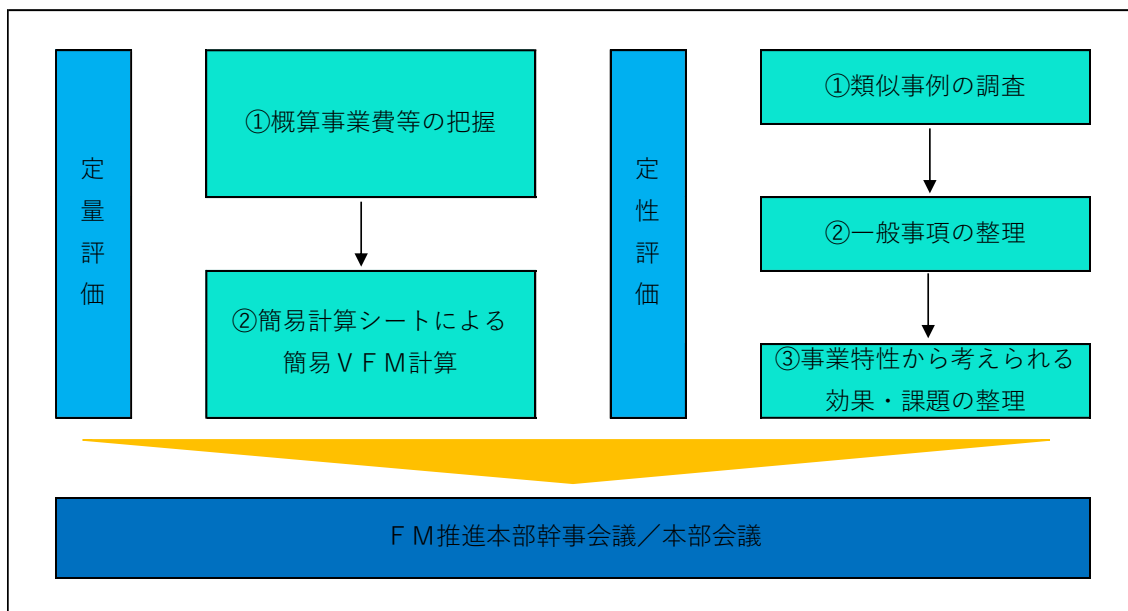 定量評価
①概算事業費等の把握
②簡易計算シートによる
簡易ＶＦＭ計算
定性評価
①類似事例の調査
②一般事項の整理
③事業特性から考えられる
効果・課題の整理
ＦＭ推進本部幹事会議／本部会議